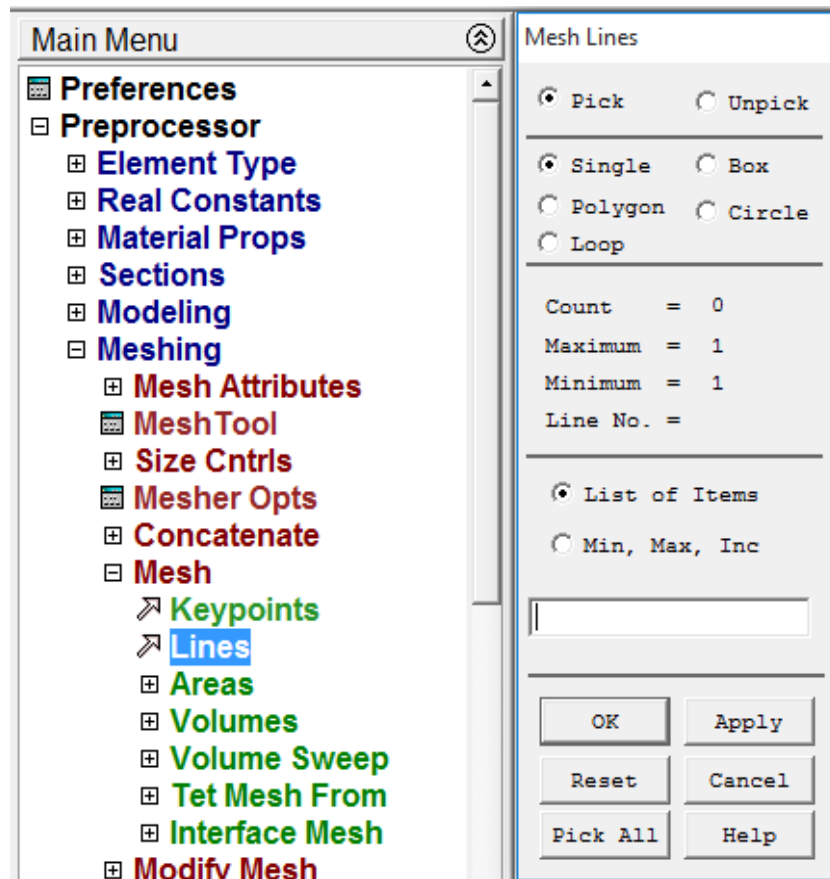 Main Menu
Preferences
Preprocessor
Element Type
Real Constants
Material Props
Sections
Modeling
Meshing
Mesh Attributes
MeshTool
Size Cntrls
Mesher Opts
Concatenate
Mesh
Keypoints
Lines
Areas
Volumes
Volume Sweep
Tet Mesh From
Interface Mesh
Modify Mesh
Mesh Lines
Pick Unpick
Single Box
Polygon Circle
Loop
Count = 0
Maximum = 1
Minimum = 1
Line No. =
List of Items
Min, Max, Inc
OK Apply
Reset Cancel
Pick All Help